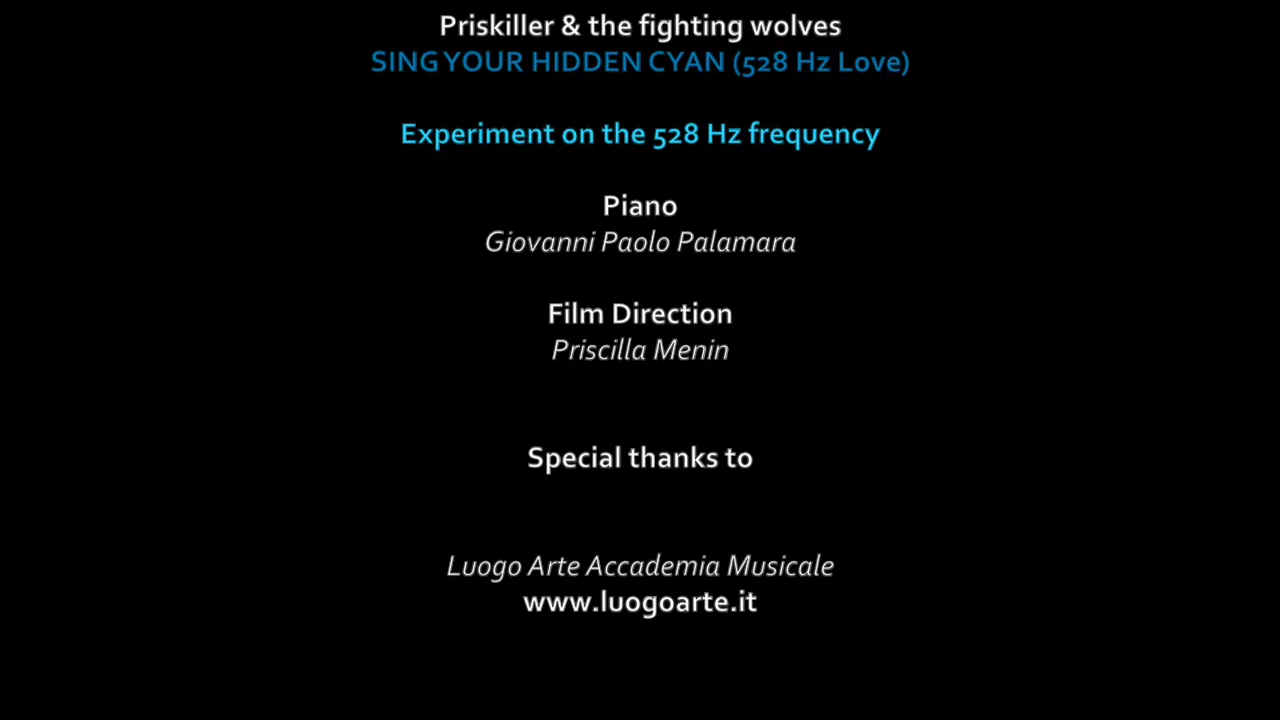 Priskiller & the fighting wolves
SING YOUR HIDDEN CYAN (528 Hz Love)
Experiment on the 528 Hz frequency
Piano
Giovanni Paolo Palamara
Film Direction
Priscilla Menin
Special thanks to
Luogo Arte Accademia Musicale
www.luogoarte.it